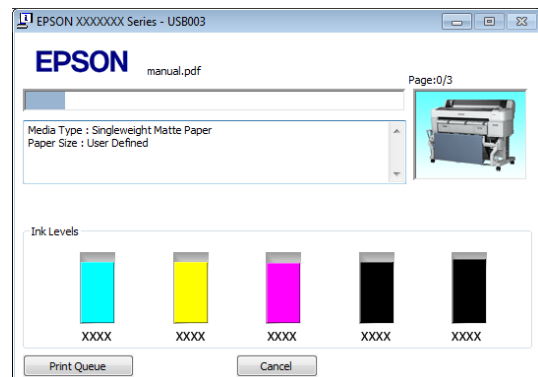 EPSON XXXXXXX Series - USB003
EPSON
manual.pdf
Page:0/3
Media Type : Singleweight Matte Paper
Paper Size : User Defined
Ink Levels
XXXX XXXX XXXX XXXX XXXX
Print Queue Cancel